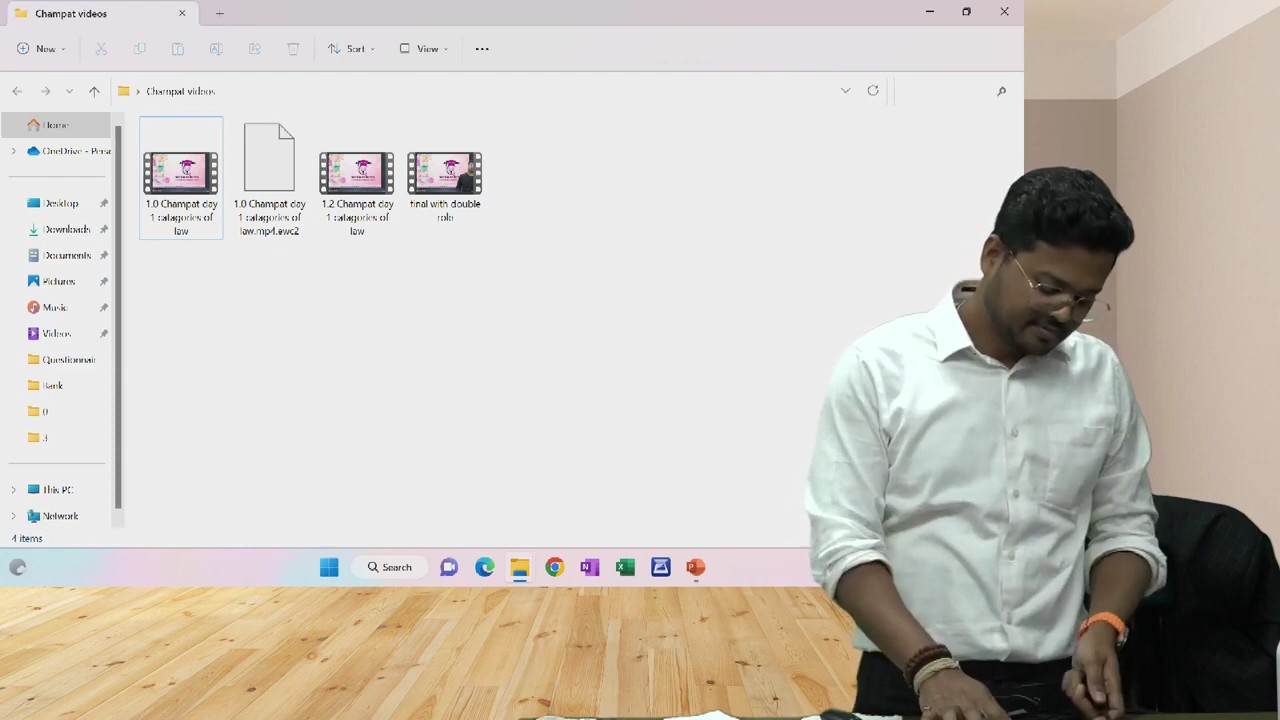 Champat videos
New
Sort
View
Champat videos
Home
OneDrive - Pers
Desktop
Downloads
Documents
Pictures
Music
Videos
Questionnair
Bank
0
3
This PC
Network
1.0 Champat day
1 catagories of
law
1.0 Champat day
1 catagories of
law.mp4.ewc2
1.2 Champat day
1 catagories of
law
final with double
role
4 items
Search